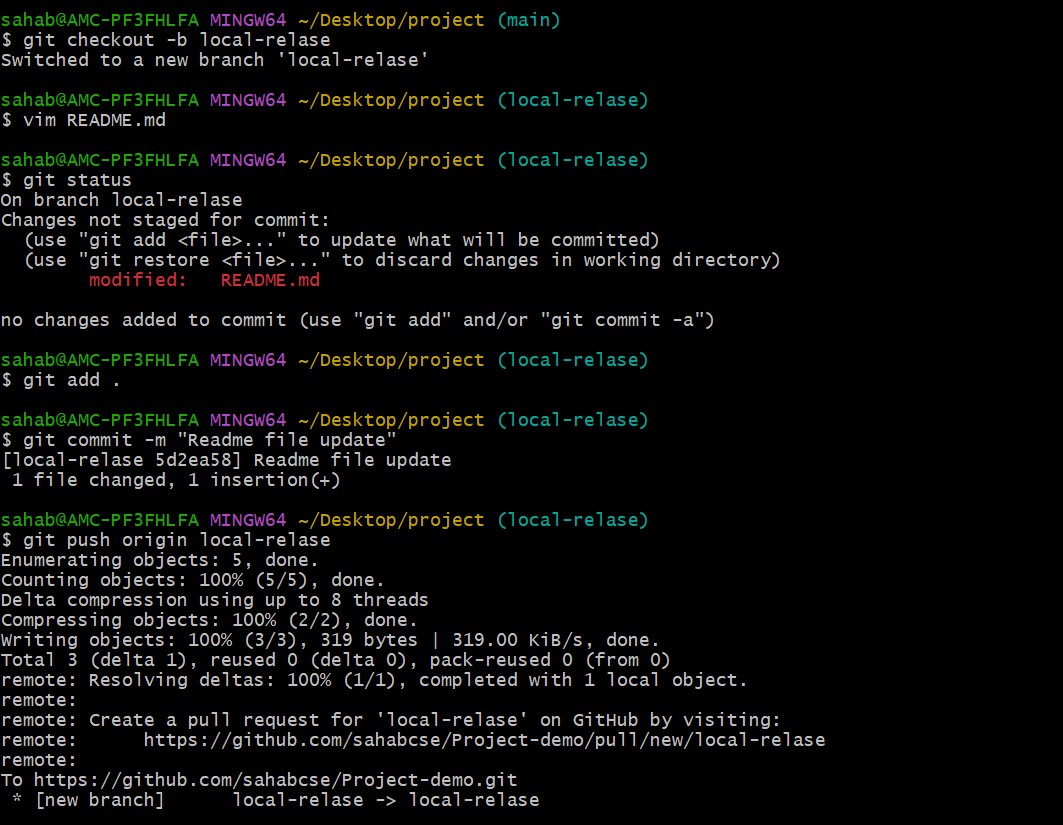 sahab@AMC-PF3FHLFA MINGW64 ~/Desktop/project (main)
$ git checkout -b local-relase
Switched to a new branch 'local-relase'
sahab@AMC-PF3FHLFA MINGW64 ~/Desktop/project (local-relase)
$ vim README.md
sahab@AMC-PF3FHLFA MINGW64 ~/Desktop/project (local-relase)
$ git status
On branch local-relase
Changes not staged for commit:
  (use "git add <file>..." to update what will be committed)
  (use "git restore <file>..." to discard changes in working directory)
        modified:   README.md
no changes added to commit (use "git add" and/or "git commit -a")
sahab@AMC-PF3FHLFA MINGW64 ~/Desktop/project (local-relase)
$ git add .
sahab@AMC-PF3FHLFA MINGW64 ~/Desktop/project (local-relase)
$ git commit -m "Readme file update"
[local-relase 5d2ea58] Readme file update
 1 file changed, 1 insertion(+)
sahab@AMC-PF3FHLFA MINGW64 ~/Desktop/project (local-relase)
$ git push origin local-relase
Enumerating objects: 5, done.
Counting objects: 100% (5/5), done.
Delta compression using up to 8 threads
Compressing objects: 100% (2/2), done.
Writing objects: 100% (3/3), 319 bytes | 319.00 KiB/s, done.
Total 3 (delta 1), reused 0 (delta 0), pack-reused 0 (from 0)
remote: Resolving deltas: 100% (1/1), completed with 1 local object.
remote:
remote: Create a pull request for 'local-relase' on GitHub by visiting:
remote:      https://github.com/sahabcse/Project-demo/pull/new/local-relase
remote:
To https://github.com/sahabcse/Project-demo.git
 * [new branch]      local-relase -> local-relase